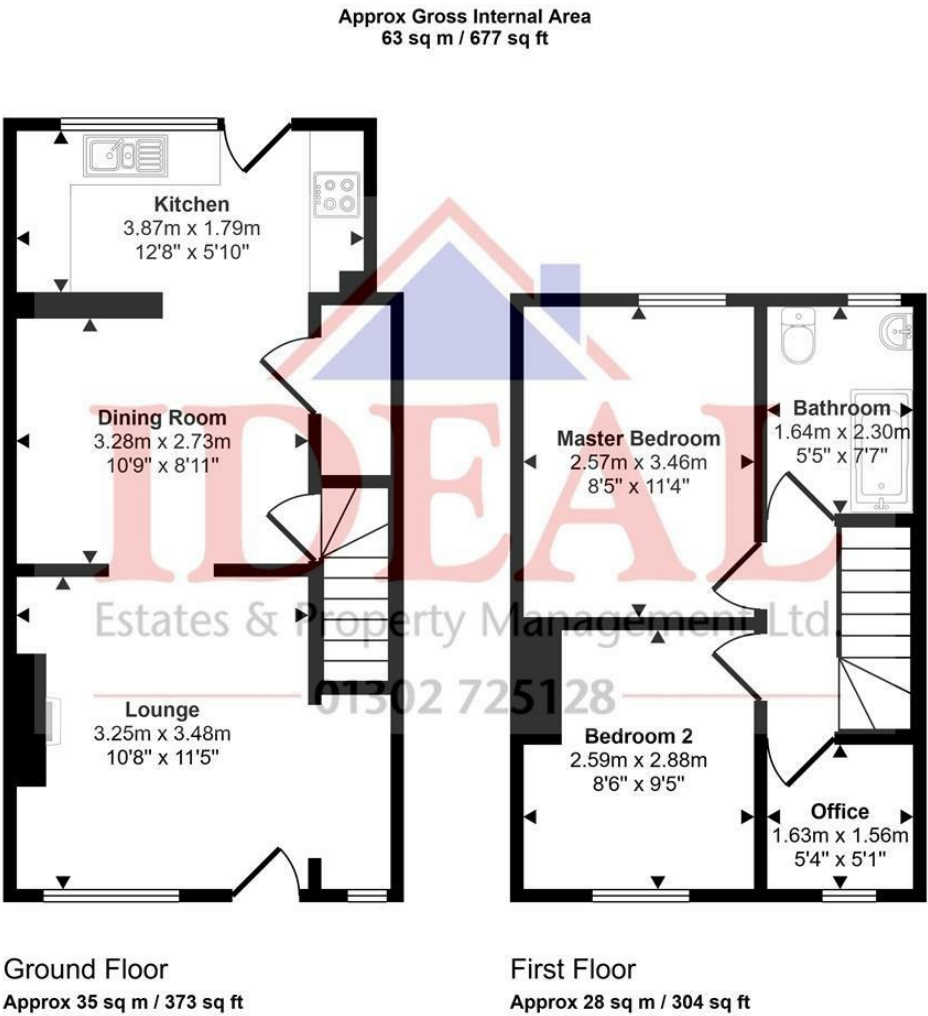 Approx Gross Internal Area
63 sq m / 677 sq ft
Kitchen
3.87m x 1.79m
12'8" x 5'10"
Dining Room
3.28m x 2.73m
10'9" x 8'11"
Lounge
3.25m x 3.48m
10'8" x 11'5"
Master Bedroom
2.57m x 3.46m
8'5" x 11'4"
Bathroom
1.64m x 2.30m
5'5" x 7'7"
Bedroom 2
2.59m x 2.88m
8'6" x 9'5"
Office
1.63m x 1.56m
5'4" x 5'1"
IDEAL
Estates & Property Management Ltd.
01302 725128
Ground Floor
Approx 35 sq m / 373 sq ft
First Floor
Approx 28 sq m / 304 sq ft